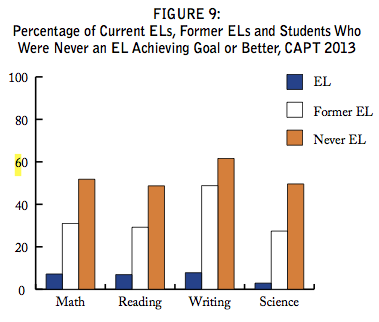 FIGURE 9:
Percentage of Current ELs, Former ELs and Students Who
Were Never an EL Achieving Goal or Better, CAPT 2013
100
80
60
40
20
0
EL
Former EL
Never EL
Math Reading Writing Science